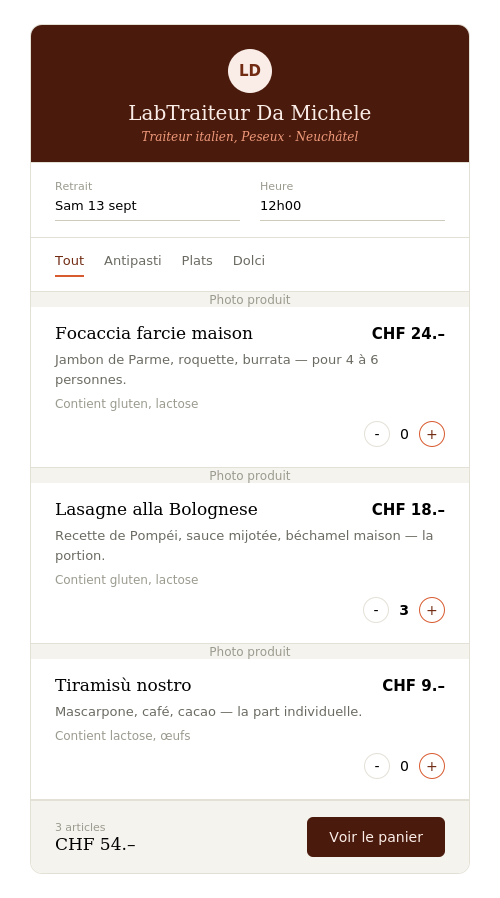 LD
LabTraiteur Da Michele
Traiteur italien, Peseux · Neuchâtel
Retrait
Heure
Sam 13 sept
12h00
Tout Antipasti Plats Dolci
Photo produit
Focaccia farcie maison CHF 24.–
Jambon de Parme, roquette, burrata — pour 4 à 6
personnes.
Contient gluten, lactose
- 0 +
Photo produit
Lasagne alla Bolognese CHF 18.–
Recette de Pompéi, sauce mijotée, béchamel maison — la
portion.
Contient gluten, lactose
- 3 +
Photo produit
Tiramisù nostro CHF 9.–
Mascarpone, café, cacao — la part individuelle.
Contient lactose, œufs
- 0 +
3 articles
CHF 54.–
Voir le panier